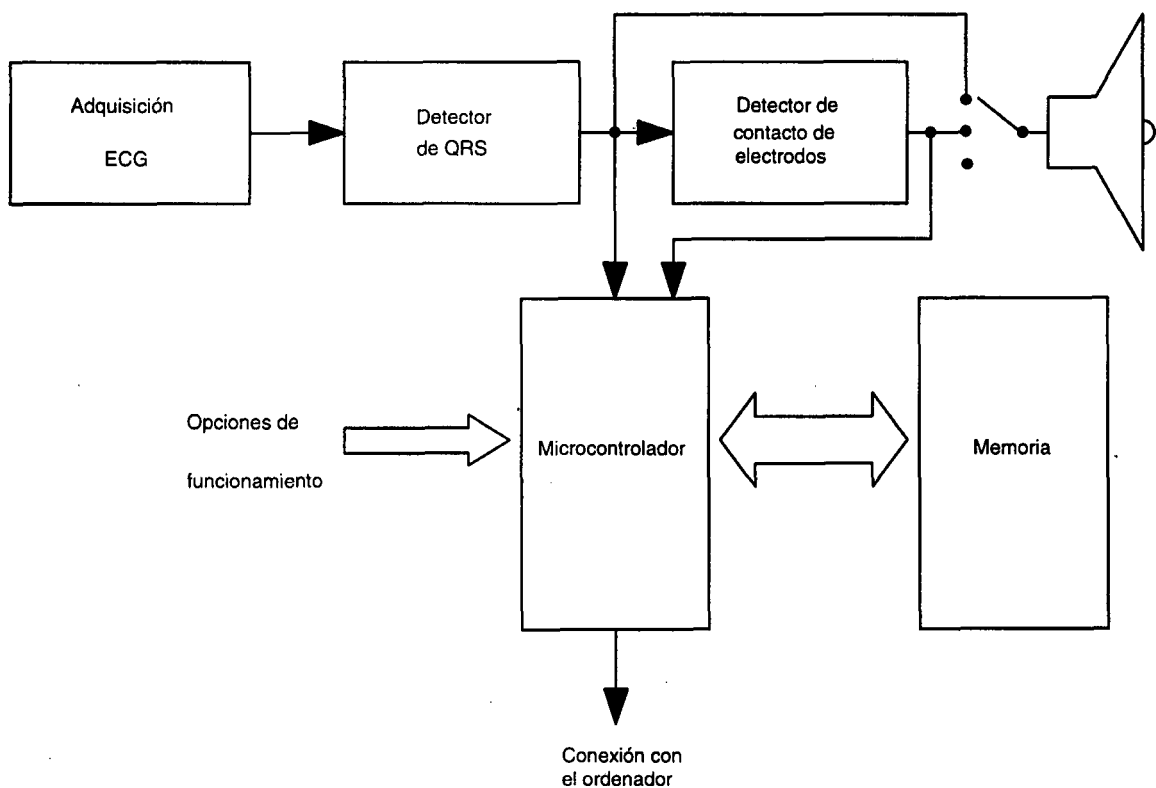 Adquisición
ECG
Detector
de QRS
Detector de
contacto de
electrodos
Opciones de
funcionamiento
Microcontrolador
Memoria
Conexión con
el ordenador